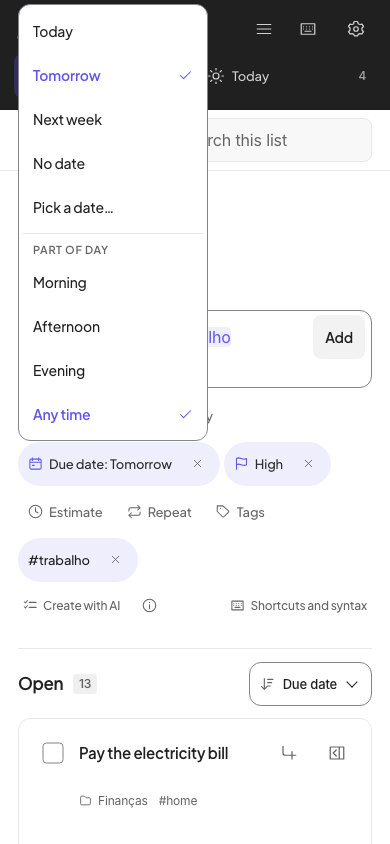 Today
Tomorrow
Next week
No date
Pick a date...
PART OF DAY
Morning
Afternoon
Evening
Any time
Today 4
this list
Add
Due date: Tomorrow
High
Estimate
Repeat
Tags
#trabalho
Create with AI
Shortcuts and syntax
Open 13
Due date
Pay the electricity bill
Finanças #home